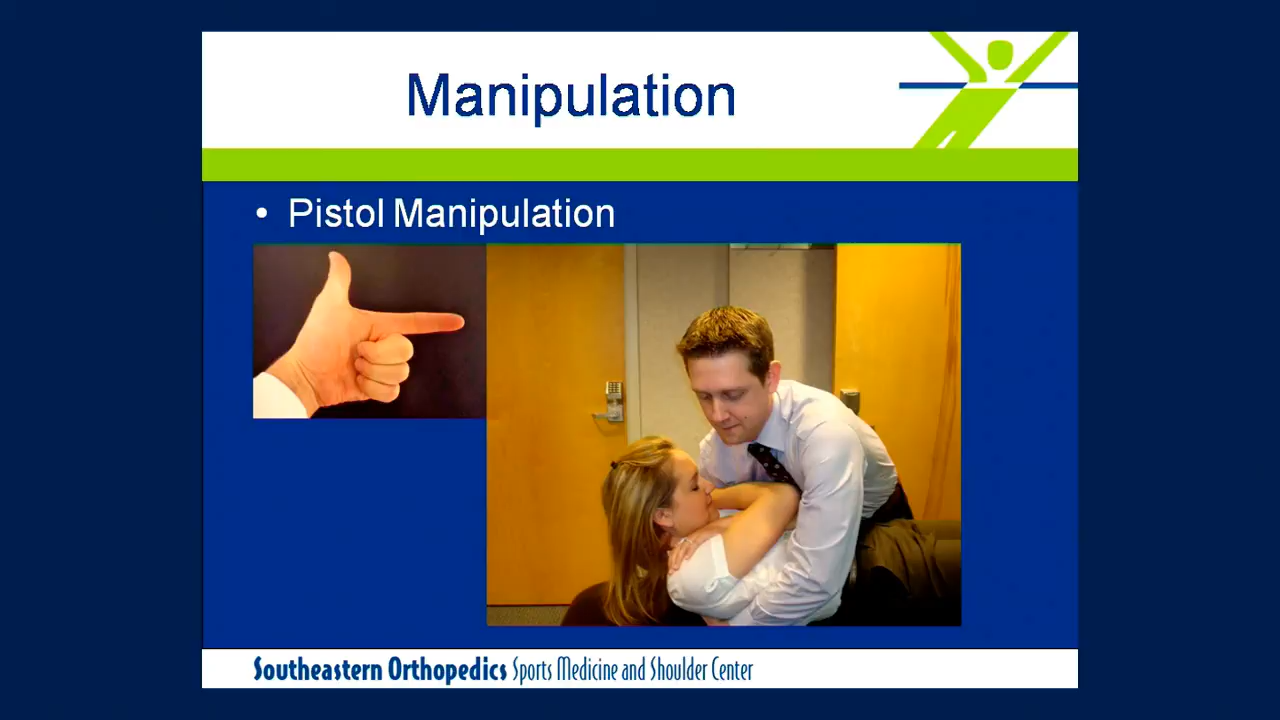 Manipulation
• Pistol Manipulation
Southeastern Orthopedics Sports Medicine and Shoulder Center